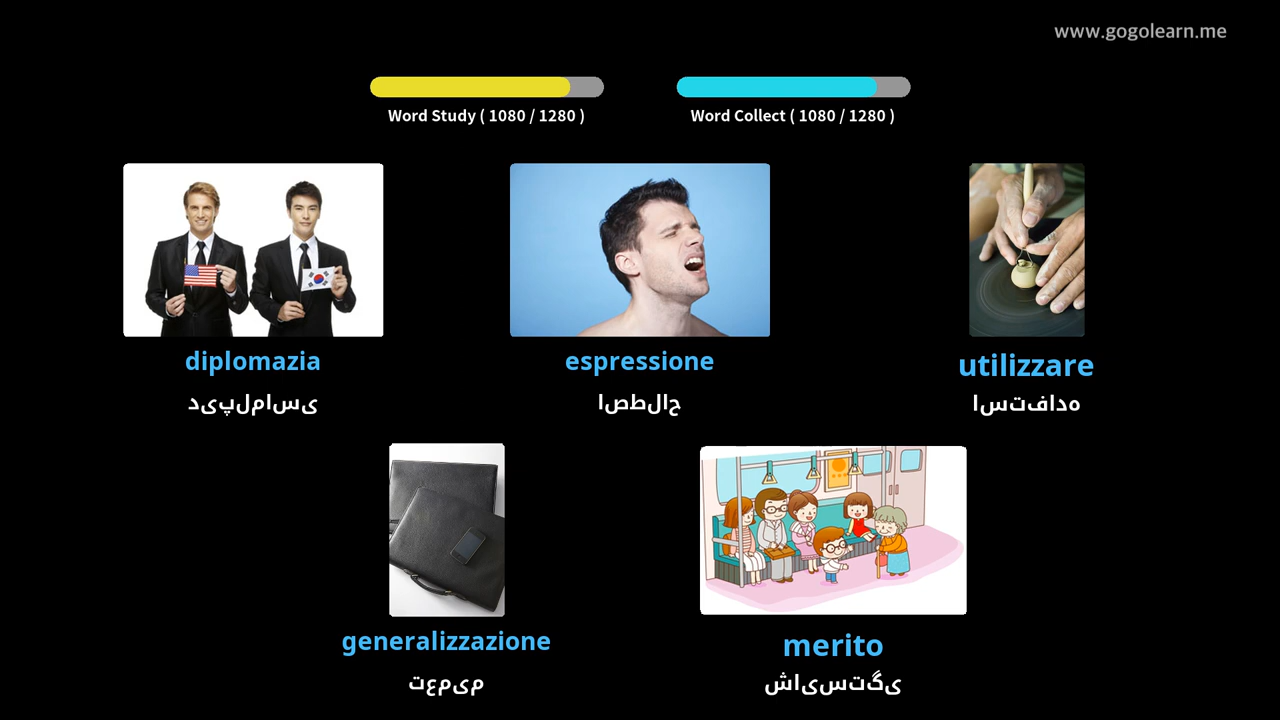 www.gogolearn.me
Word Study ( 1080 / 1280 )
Word Collect ( 1080 / 1280 )
diplomazia
دیپلماسی
espressione
اصطلاح
utilizzare
استفاده
generalizzazione
تعمیم
merito
شایستگی